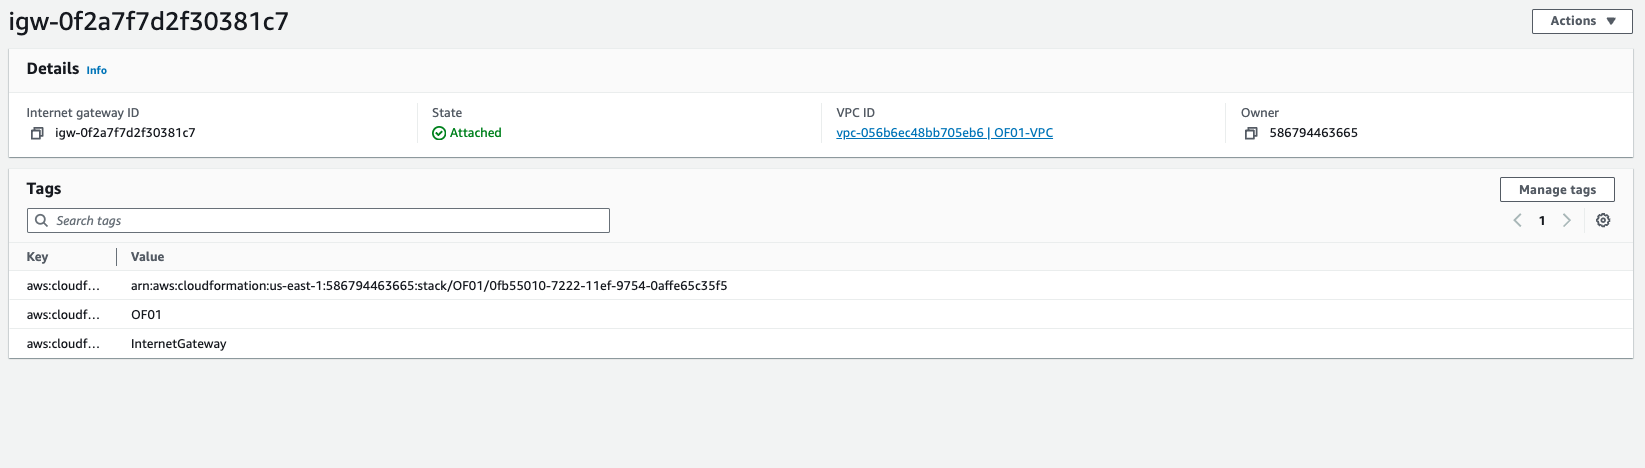 igw-0f2a7f7d2f30381c7
Actions ▼
Details Info
Internet gateway ID
igw-0f2a7f7d2f30381c7
State
Attached
VPC ID
vpc-056b6ec48bb705eb6 | OF01-VPC
Owner
586794463665
Tags
Manage tags
Search tags
1
Key Value
aws:cloudf... arn:aws:cloudformation:us-east-1:586794463665:stack/OF01/0fb55010-7222-11ef-9754-0affe65c35f5
aws:cloudf... OF01
aws:cloudf... InternetGateway